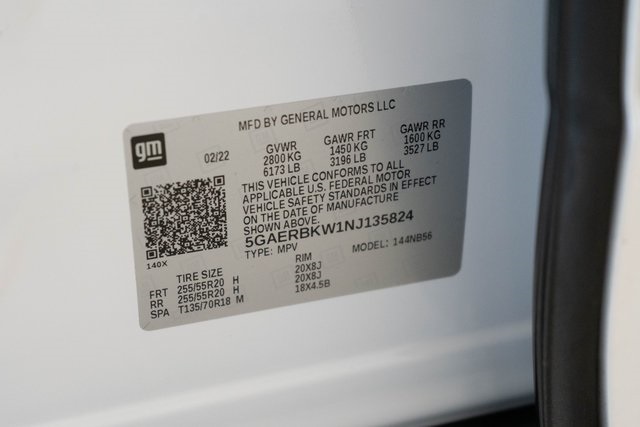 MFD BY GENERAL MOTORS LLC
gm
02/22
GVWR GAWR FRT GAWR RR
2800 KG 1450 KG 1600 KG
6173 LB 3196 LB 3527 LB
THIS VEHICLE CONFORMS TO ALL
APPLICABLE U.S. FEDERAL MOTOR
VEHICLE SAFETY STANDARDS IN EFFECT
ON THE DATE OF MANUFACTURE
SHOWN ABOVE.
5GAERBKW1NJ135824
TYPE: MPV MODEL: 144NB56
140X
TIRE SIZE RIM
FRT 255/55R20 H 20X8J
RR 255/55R20 H 20X8J
SPA T135/70R18 M 18X4.5B